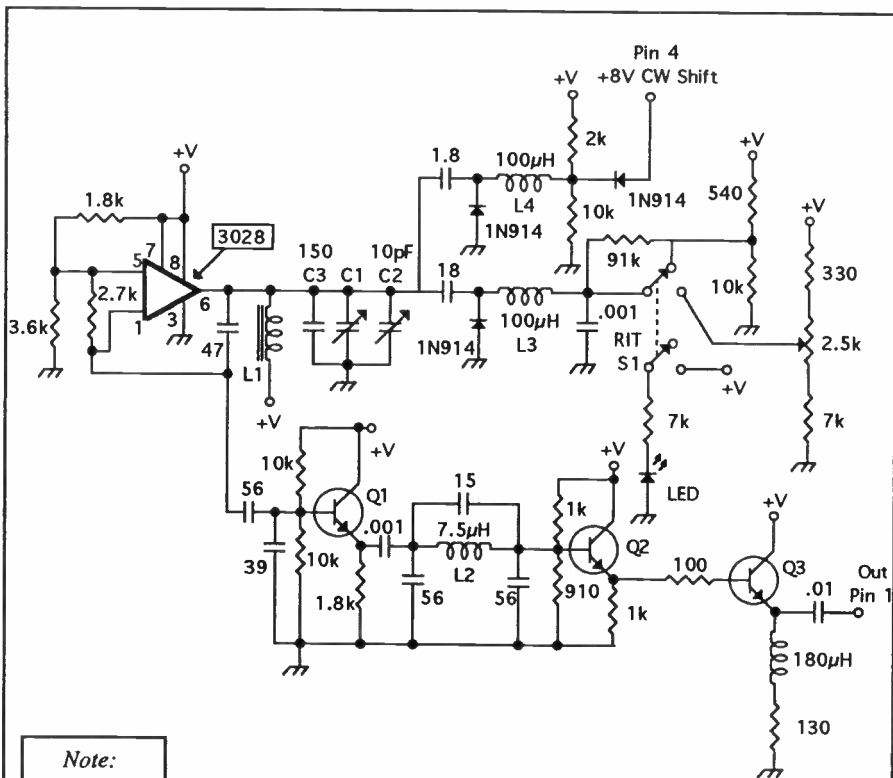 Pin 4
+8V CW Shift
+V
2k
+V
1.8
100µH
L4
1N914
1N914
10k
540
+V
+V
1.8k
3028
5
7
8
6
3
1
2.7k
3.6k
47
L1
+V
150
C3
C1
10pF
C2
18
1N914
100µH
L3
91k
.001
RIT
S1
10k
330
2.5k
7k
+V
7k
LED
56
39
10k
10k
+V
Q1
1.8k
.001
15
7.5µH
L2
56
56
+V
1k
910
Q2
1k
100
+V
Q3
.01
Out
Pin 1
180µH
130
Note: